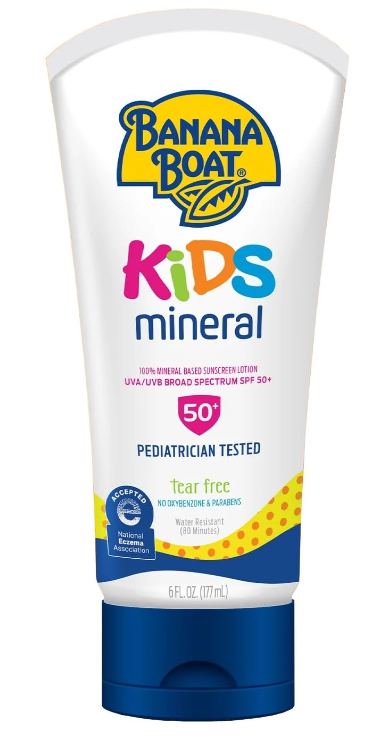 BANANA
BOAT®
KiDS
mineral
100% MINERAL BASED SUNSCREEN LOTION
UVA/UVB BROAD SPECTRUM SPF 50+
50+
PEDIATRICIAN TESTED
tear free
NO OXYBENZONE & PARABENS
Water Resistant
(80 Minutes)
ACCEPTED
National
Eczema
Association
6 FL. OZ. (177 mL)